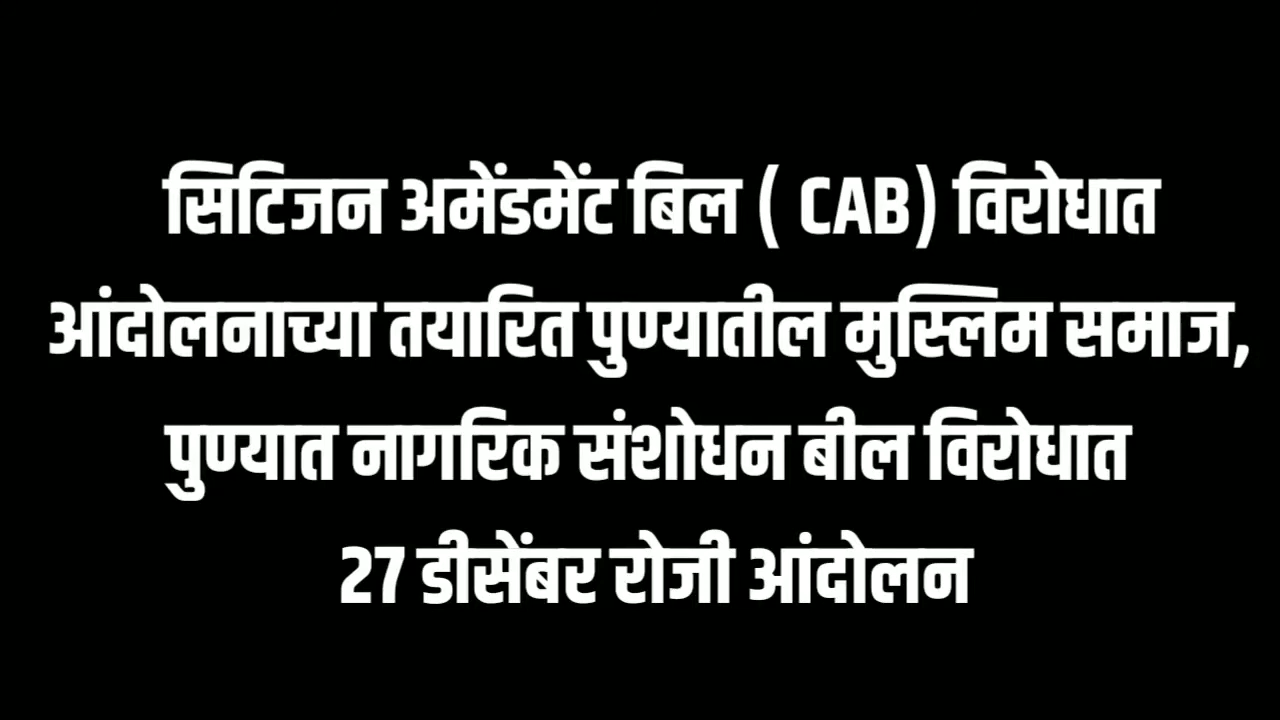 सिटिजन अमेंडमेंट बिल ( CAB) विरोधात
आंदोलनाच्या तयारित पुण्यातील मुस्लिम समाज,
पुण्यात नागरिक संशोधन बील विरोधात
27 डीसेंबर रोजी आंदोलन